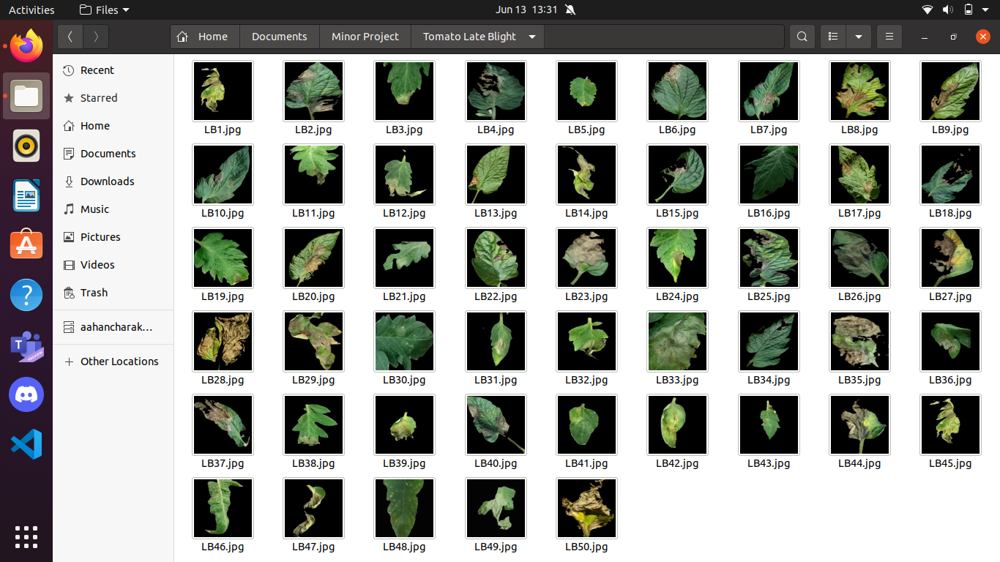 Activities Files Jun 13 13:31
Home Documents Minor Project Tomato Late Blight
Recent
Starred
Home
Documents
Downloads
Music
Pictures
Videos
Trash
aahancharak...
+ Other Locations
LB1.jpg LB2.jpg LB3.jpg LB4.jpg LB5.jpg LB6.jpg LB7.jpg LB8.jpg LB9.jpg
LB10.jpg LB11.jpg LB12.jpg LB13.jpg LB14.jpg LB15.jpg LB16.jpg LB17.jpg LB18.jpg
LB19.jpg LB20.jpg LB21.jpg LB22.jpg LB23.jpg LB24.jpg LB25.jpg LB26.jpg LB27.jpg
LB28.jpg LB29.jpg LB30.jpg LB31.jpg LB32.jpg LB33.jpg LB34.jpg LB35.jpg LB36.jpg
LB37.jpg LB38.jpg LB39.jpg LB40.jpg LB41.jpg LB42.jpg LB43.jpg LB44.jpg LB45.jpg
LB46.jpg LB47.jpg LB48.jpg LB49.jpg LB50.jpg